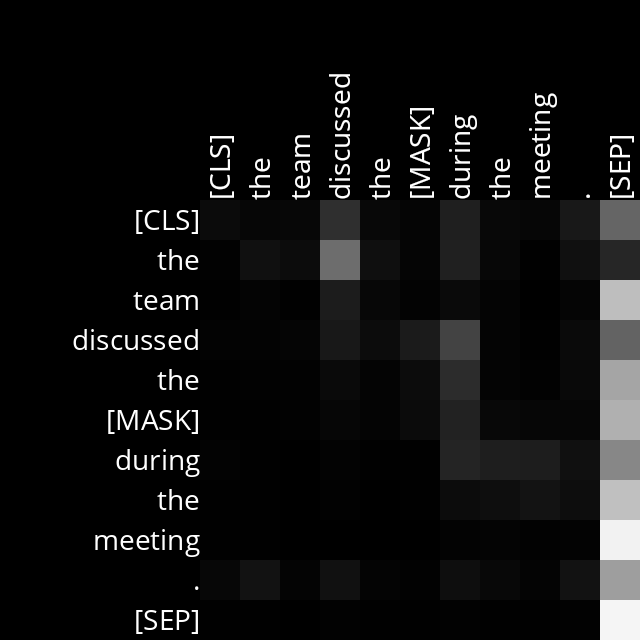 [CLS] the team discussed the [MASK] during the meeting . [SEP]
[CLS]
the
team
discussed
the
[MASK]
during
the
meeting
.
[SEP]